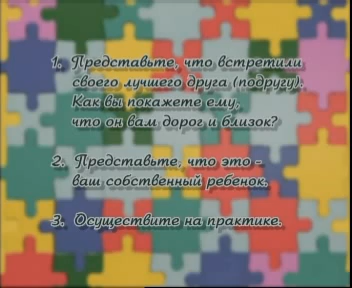 1. Представьте, что встретили
своего лучшего друга (подругу).
Как вы покажете ему,
что он вам дорог и близок?
2. Представьте, что это -
ваш собственный ребенок.
3. Осуществите на практике.